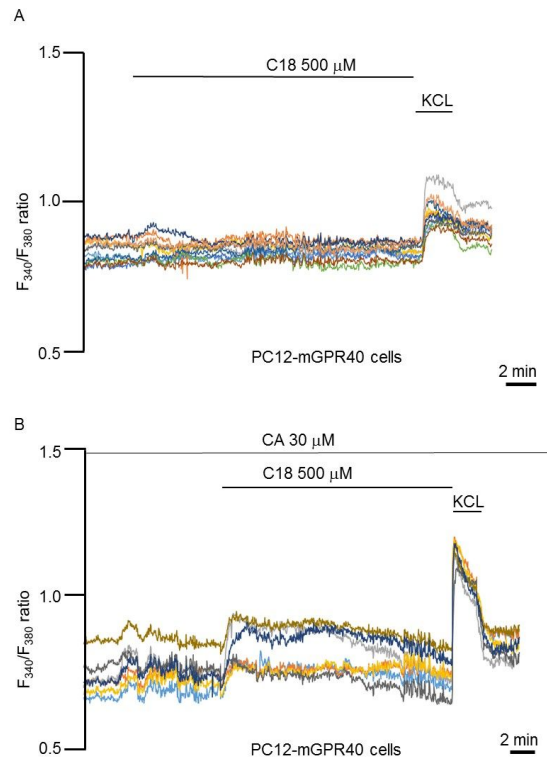 A
1.5
C18 500 μM
KCL
1.0
F340/F380 ratio
0.5
PC12-mGPR40 cells
2 min
B
CA 30 μM
1.5
C18 500 μM
KCL
1.0
F340/F380 ratio
0.5
PC12-mGPR40 cells
2 min